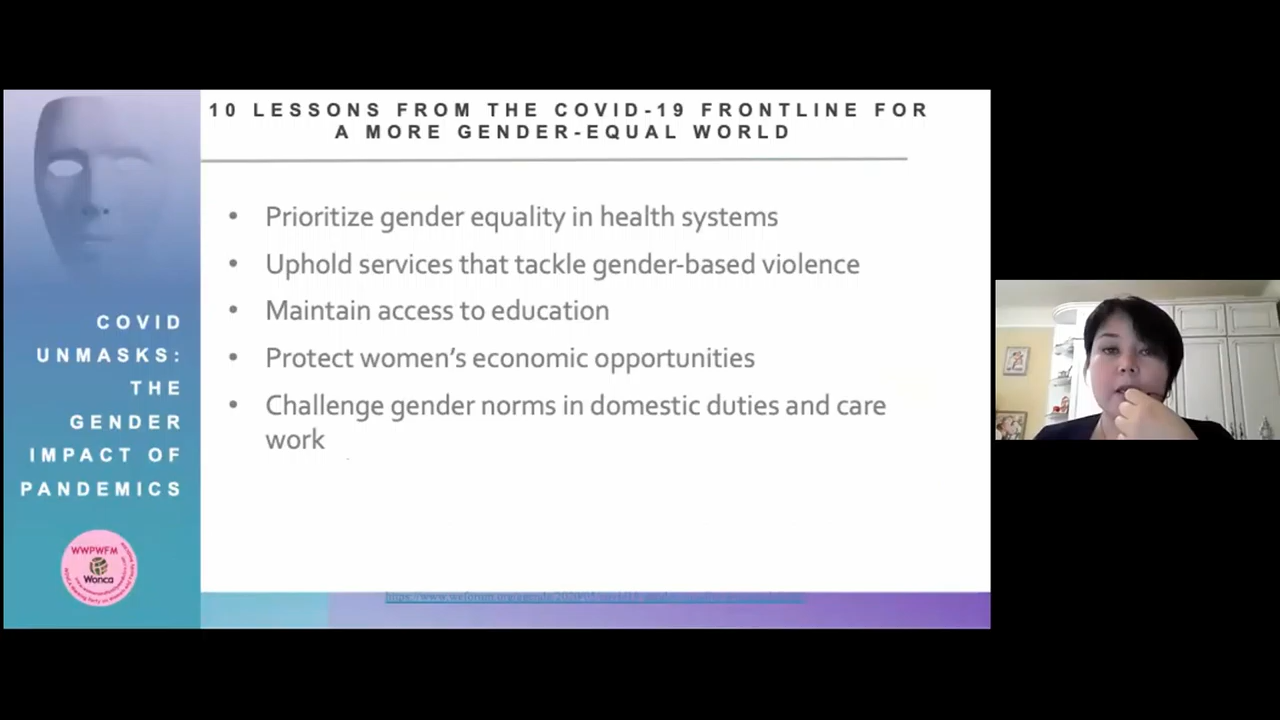 10 LESSONS FROM THE COVID-19 FRONTLINE FOR
A MORE GENDER-EQUAL WORLD
• Prioritize gender equality in health systems
• Uphold services that tackle gender-based violence
• Maintain access to education
• Protect women's economic opportunities
• Challenge gender norms in domestic duties and care
work
COVID
UNMASKS:
THE
GENDER
IMPACT OF
PANDEMICS
WWPWFM
Wonca